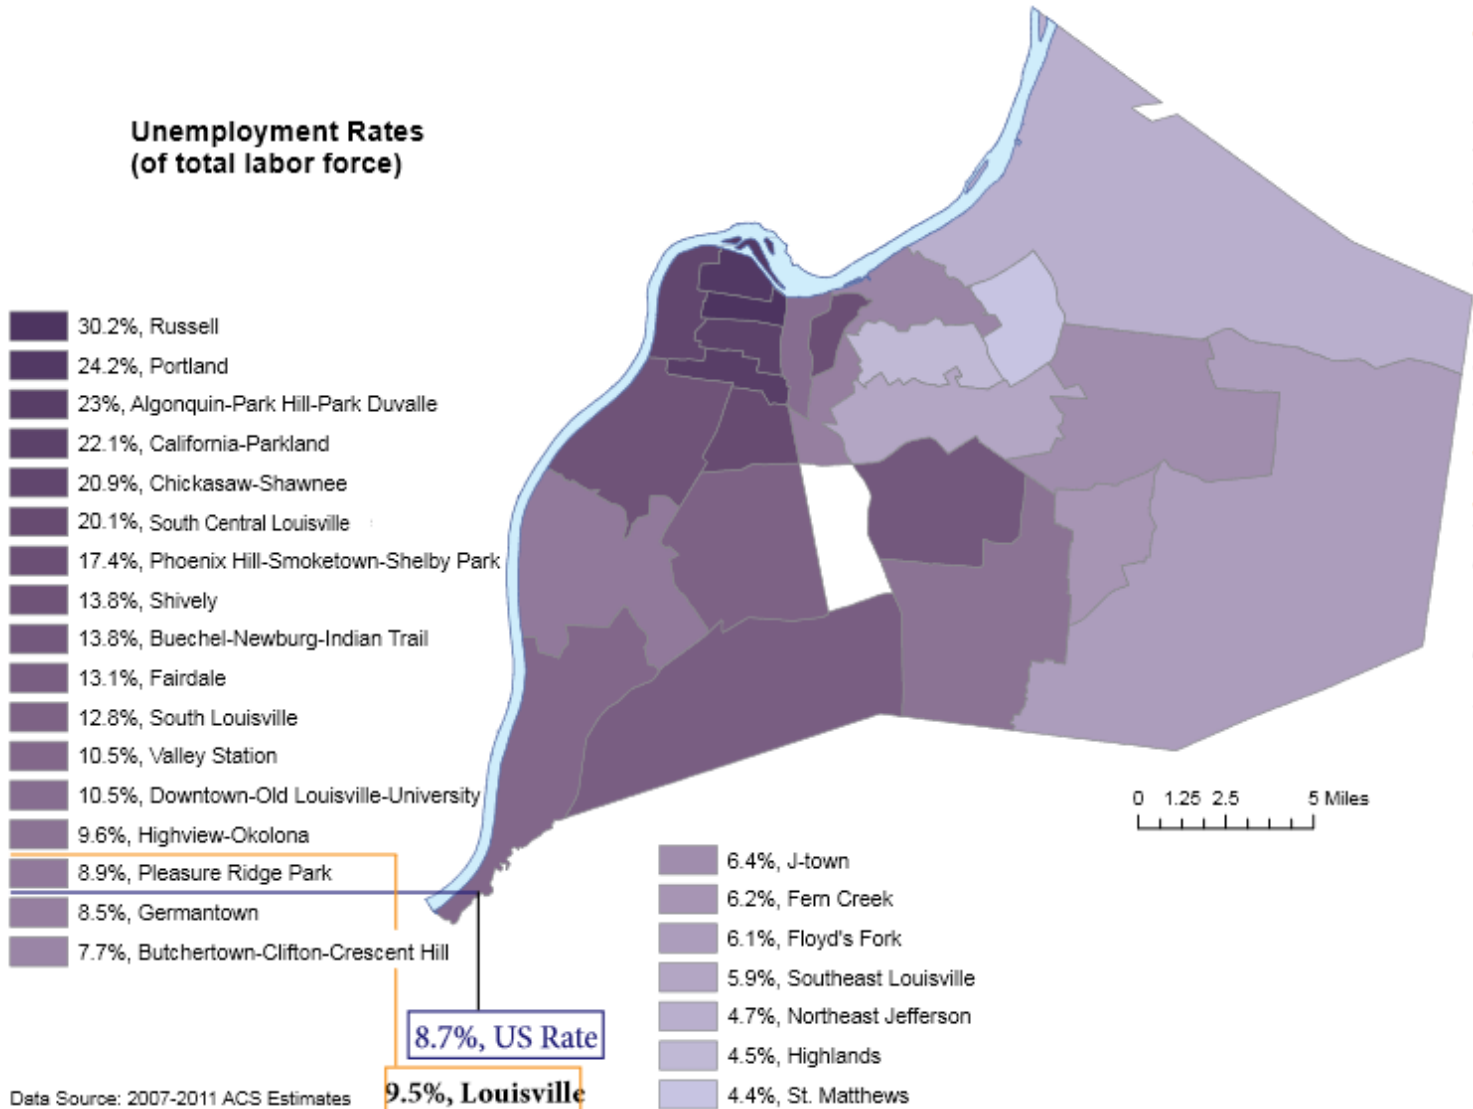 Unemployment Rates
(of total labor force)
30.2%, Russell
24.2%, Portland
23%, Algonquin-Park Hill-Park Duvalle
22.1%, California-Parkland
20.9%, Chickasaw-Shawnee
20.1%, South Central Louisville
17.4%, Phoenix Hill-Smoketown-Shelby Park
13.8%, Shively
13.8%, Buechel-Newburg-Indian Trail
13.1%, Fairdale
12.8%, South Louisville
10.5%, Valley Station
10.5%, Downtown-Old Louisville-University
9.6%, Highview-Okolona
8.9%, Pleasure Ridge Park
8.5%, Germantown
7.7%, Butchertown-Clifton-Crescent Hill
8.7%, US Rate
9.5%, Louisville
Data Source: 2007-2011 ACS Estimates
0 1.25 2.5 5 Miles
6.4%, J-town
6.2%, Fern Creek
6.1%, Floyd's Fork
5.9%, Southeast Louisville
4.7%, Northeast Jefferson
4.5%, Highlands
4.4%, St. Matthews